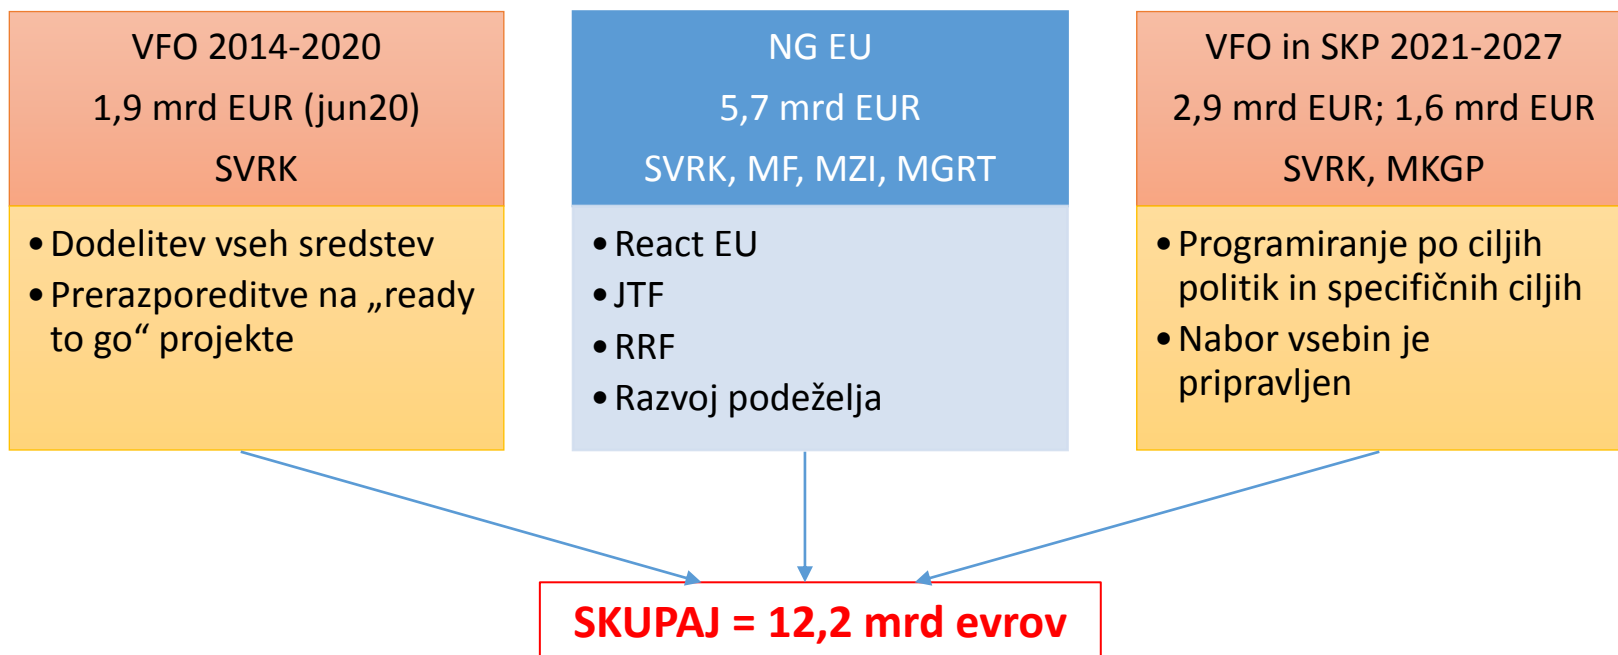 VFO 2014-2020
1,9 mrd EUR (jun20)
SVRK
• Dodelitev vseh sredstev
• Prerazporeditve na „ready
to go“ projekte
NG EU
5,7 mrd EUR
SVRK, MF, MZI, MGRT
• React EU
• JTF
• RRF
• Razvoj podeželja
VFO in SKP 2021-2027
2,9 mrd EUR; 1,6 mrd EUR
SVRK, MKGP
• Programiranje po ciljih
politik in specifičnih ciljih
• Nabor vsebin je
pripravljen
SKUPAJ = 12,2 mrd evrov